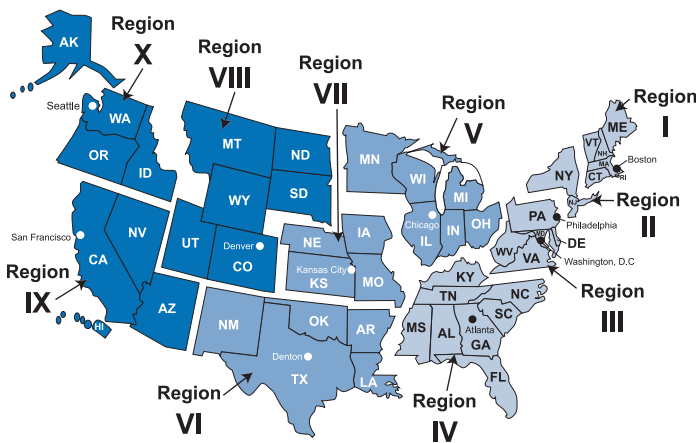 AK
Region
X
Region
VIII
Region
VII
Region
V
Region
I
Seattle
WA
OR
ID
MT
ND
WY
SD
MN
WI
MI
Chicago
IL
IN
OH
ME
VT
NH
MA
CT
RI
Boston
NY
NJ
Region
II
PA
Philadelphia
MD
DE
Washington, D.C
WV
VA
Region
III
San Francisco
NV
CA
Region
IX
HI
AZ
UT
Denver
CO
NE
IA
Kansas City
KS
MO
NM
OK
AR
Denton
TX
LA
Region
VI
KY
TN
NC
SC
MS
AL
Atlanta
GA
FL
Region
IV